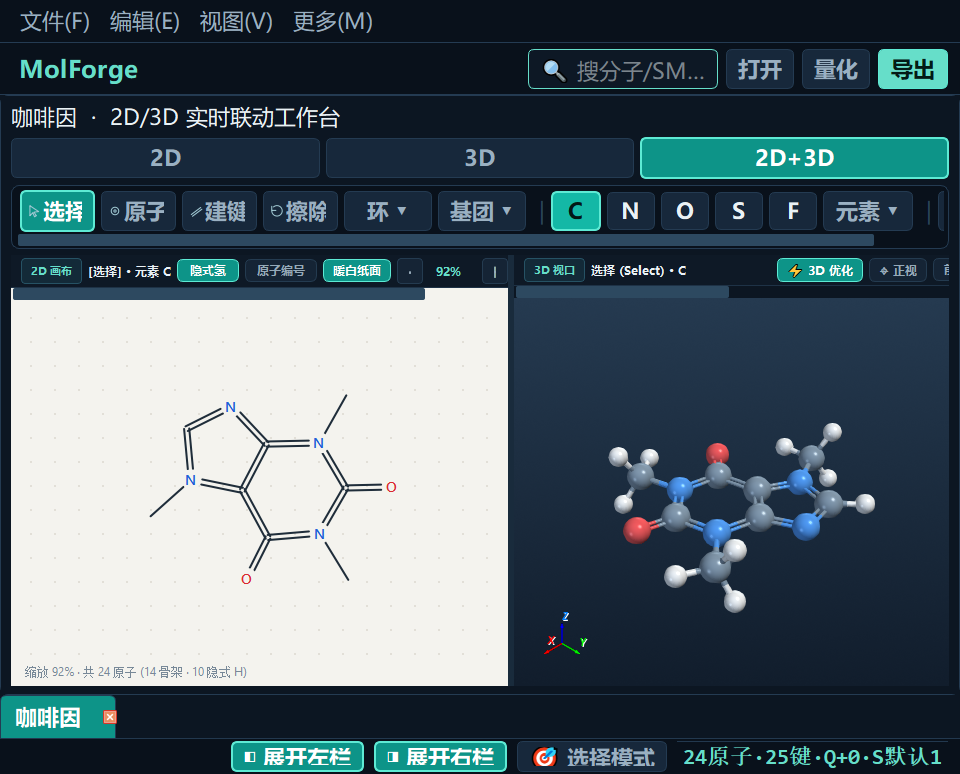 文件(F) 编辑(E) 视图(V) 更多(M)
MolForge 搜分子/SM... 打开 量化 导出
咖啡因 · 2D/3D 实时联动工作台
2D 3D 2D+3D
选择 原子 建键 擦除 环 ▼ 基团 ▼ C N O S F 元素 ▼
2D 画布 [选择] · 元素 C 隐式氢 原子编号 暖白纸面 · 92%
3D 视口 选择 (Select) · C 3D 优化 正视
N
N
O
N
N
O
Z
X Y
缩放 92% · 共 24 原子 (14 骨架 · 10 隐式 H)
咖啡因
展开左栏 展开右栏 选择模式 24原子·25键·Q+0·S默认1